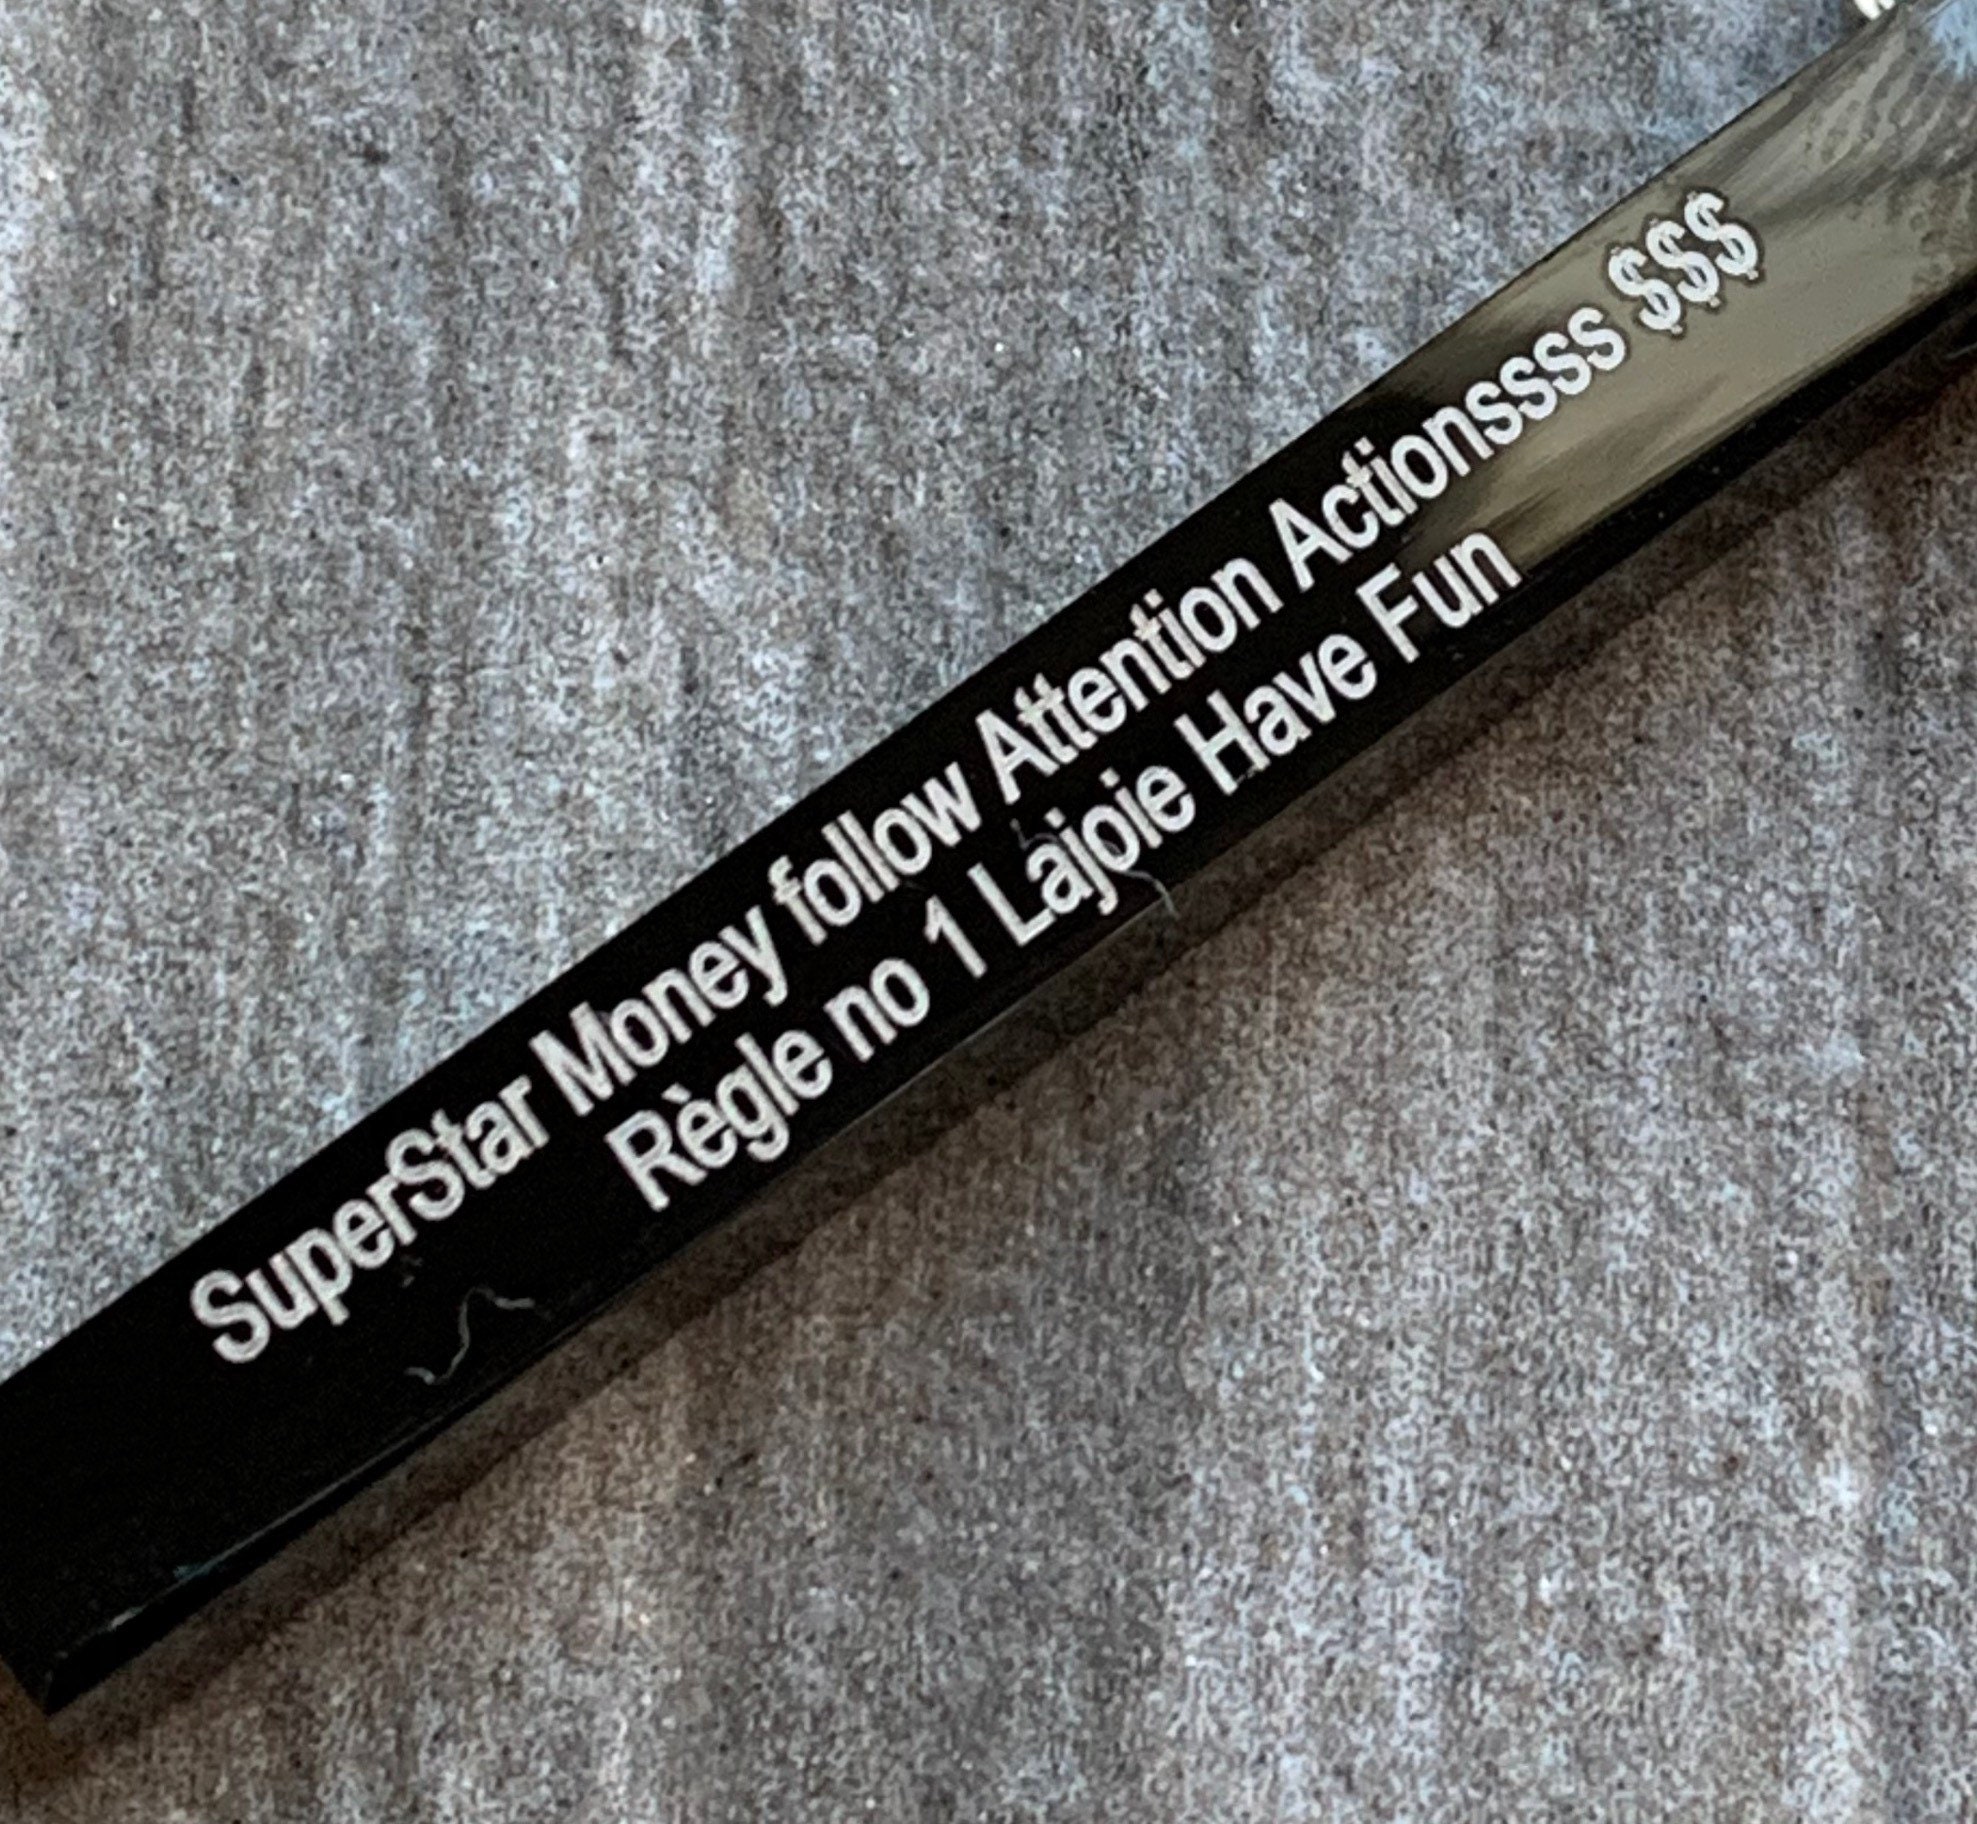 SuperStar Money follow Attention Actionssss $$$
Règle no 1 Lajoie Have Fun